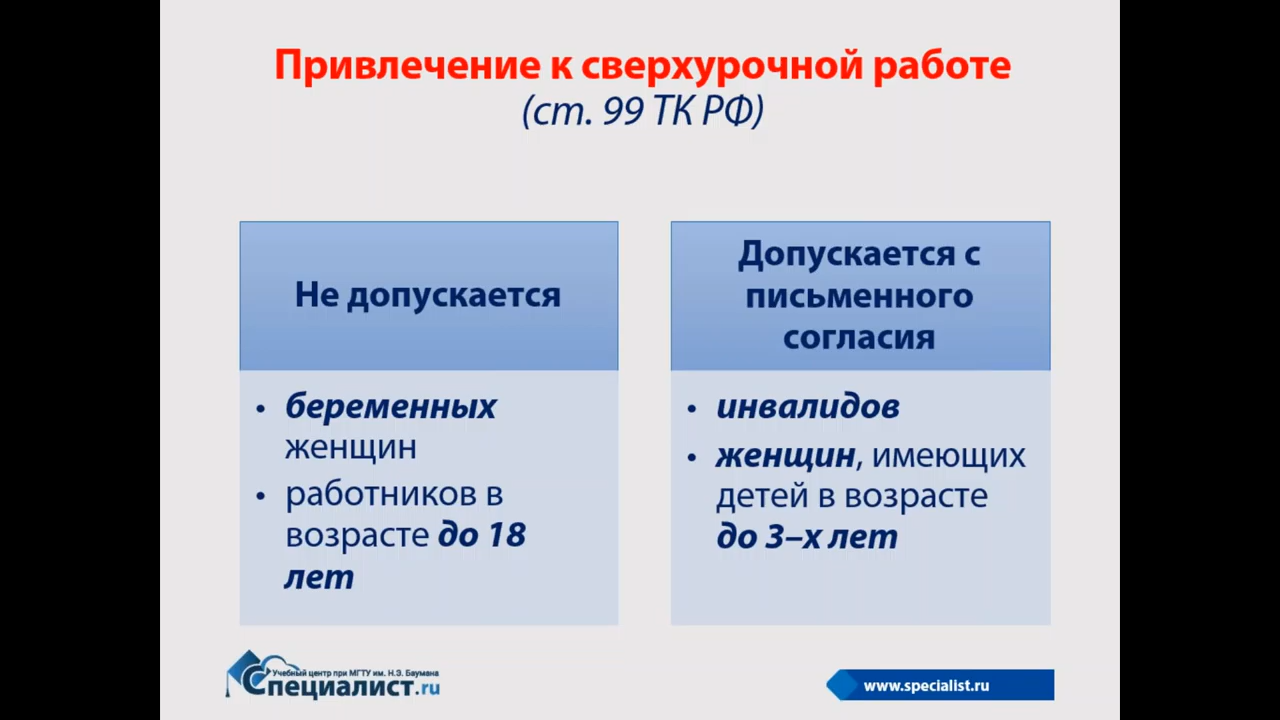 Привлечение к сверхурочной работе
(ст. 99 ТК РФ)
Не допускается
• беременных
женщин
• работников в
возрасте до 18
лет
Допускается с
письменного
согласия
• инвалидов
• женщин, имеющих
детей в возрасте
до 3–х лет
Учебный центр при МГТУ им. Н.Э. Баумана
Специалист.ru
www.specialist.ru